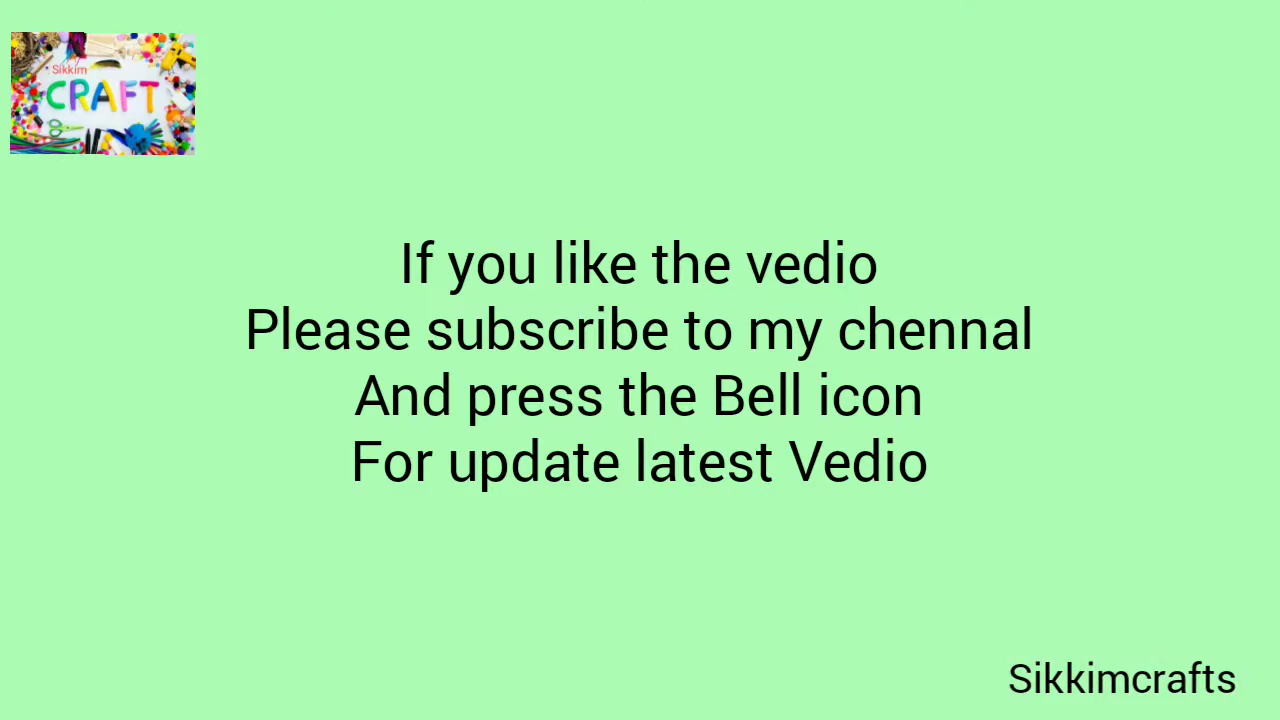 Sikkim
CRAFT
If you like the vedio
Please subscribe to my chennal
And press the Bell icon
For update latest Vedio
Sikkimcrafts